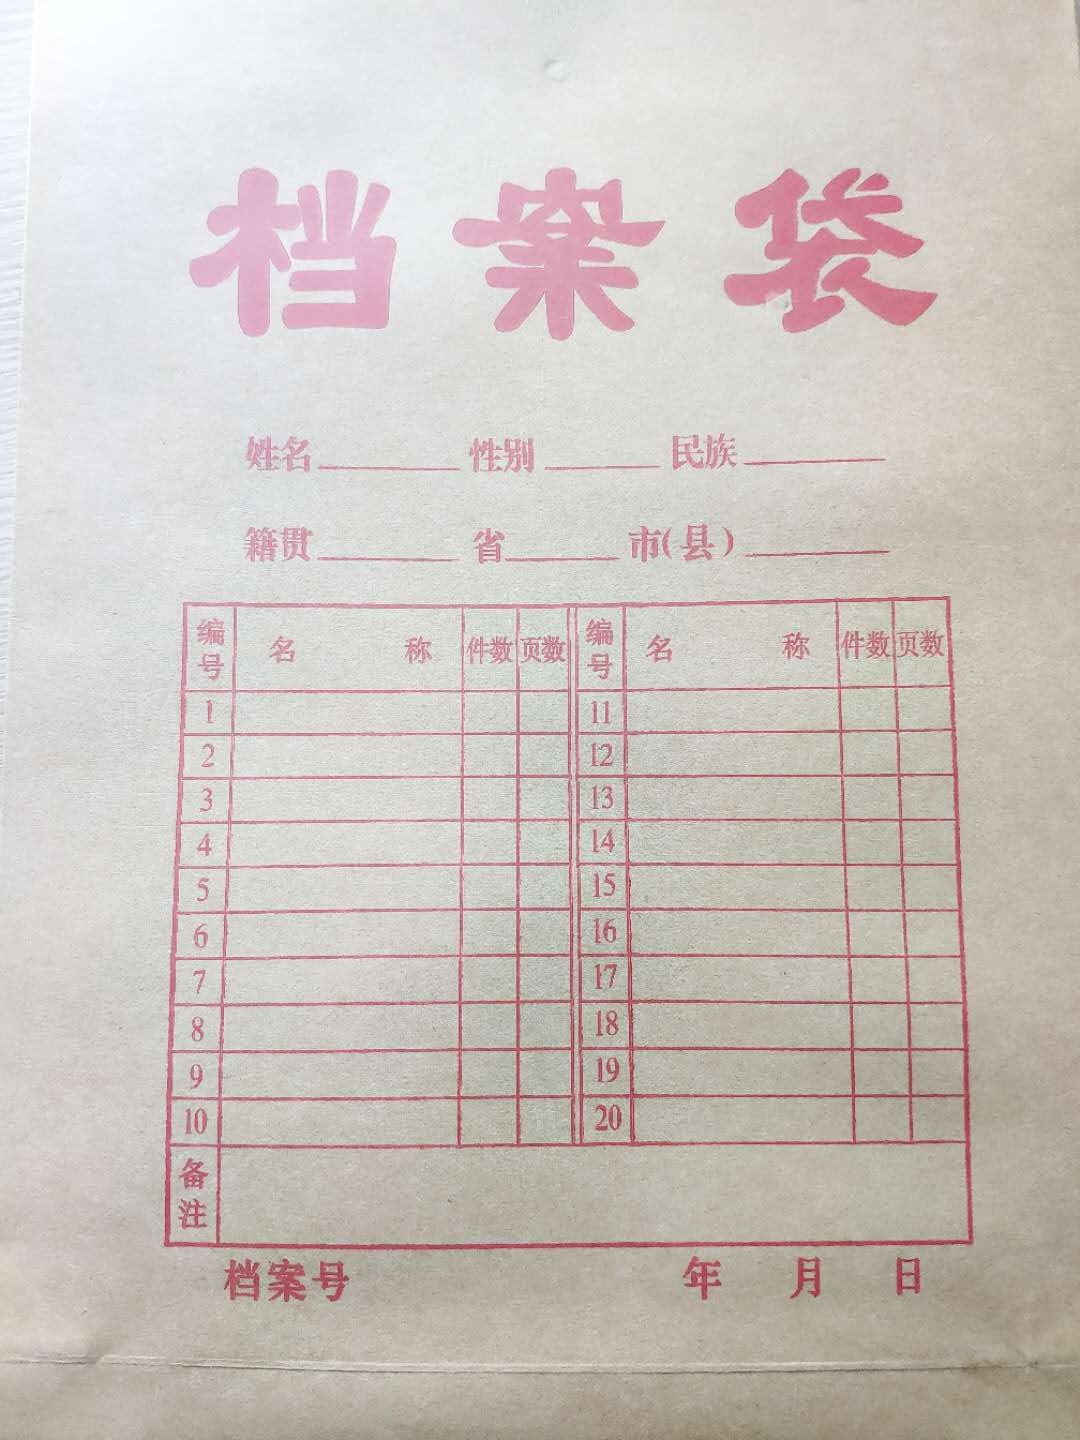 档案袋
姓名 性别 民族
籍贯 省 市(县)
编号 名 称 件数 页数 编号 名 称 件数 页数
1 11
2 12
3 13
4 14
5 15
6 16
7 17
8 18
9 19
10 20
备注
档案号 年 月 日